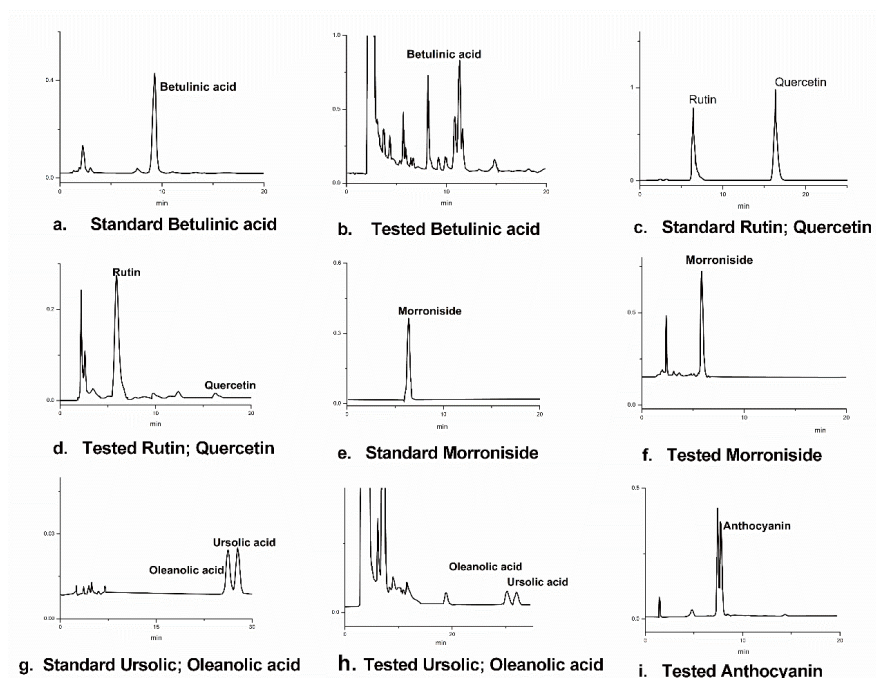 0.4
Betulinic acid
0.0
0
10
20
min
a. Standard Betulinic acid
1.0
Betulinic acid
0.5
0.0
0
10
20
min
b. Tested Betulinic acid
Quercetin
1
Rutin
0
0
10
20
min
c. Standard Rutin; Quercetin
Rutin
0.2
Quercetin
0.0
0
10
20
min
d. Tested Rutin; Quercetin
0.6
Morroniside
0.3
0.0
0
10
20
min
e. Standard Morroniside
Morroniside
0.5
0.0
0
10
20
min
f. Tested Morroniside
0.03
Ursolic acid
Oleanolic acid
0.00
0
15
30
min
g. Standard Ursolic; Oleanolic acid
Oleanolic acid
Ursolic acid
0
20
min
h. Tested Ursolic; Oleanolic acid
0.5
Anthocyanin
0.0
0
10
20
min
i. Tested Anthocyanin